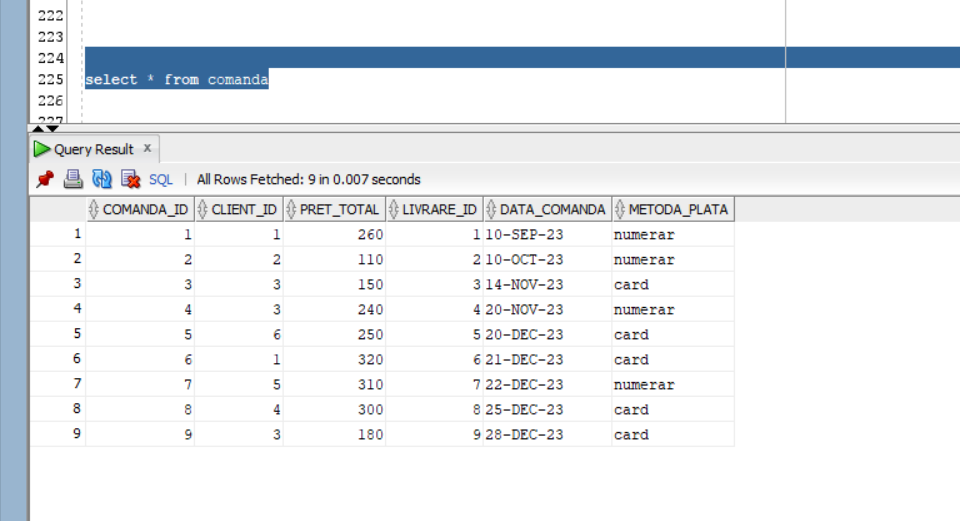 222
223
224
225 select * from comanda
226
227
Query Result x
SQL | All Rows Fetched: 9 in 0.007 seconds
COMANDA_ID CLIENT_ID PRET_TOTAL LIVRARE_ID DATA_COMANDA METODA_PLATA
1 1 1 260 1 10-SEP-23 numerar
2 2 2 110 2 10-OCT-23 numerar
3 3 3 150 3 14-NOV-23 card
4 4 3 240 4 20-NOV-23 numerar
5 5 6 250 5 20-DEC-23 card
6 6 1 320 6 21-DEC-23 card
7 7 5 310 7 22-DEC-23 numerar
8 8 4 300 8 25-DEC-23 card
9 9 3 180 9 28-DEC-23 card